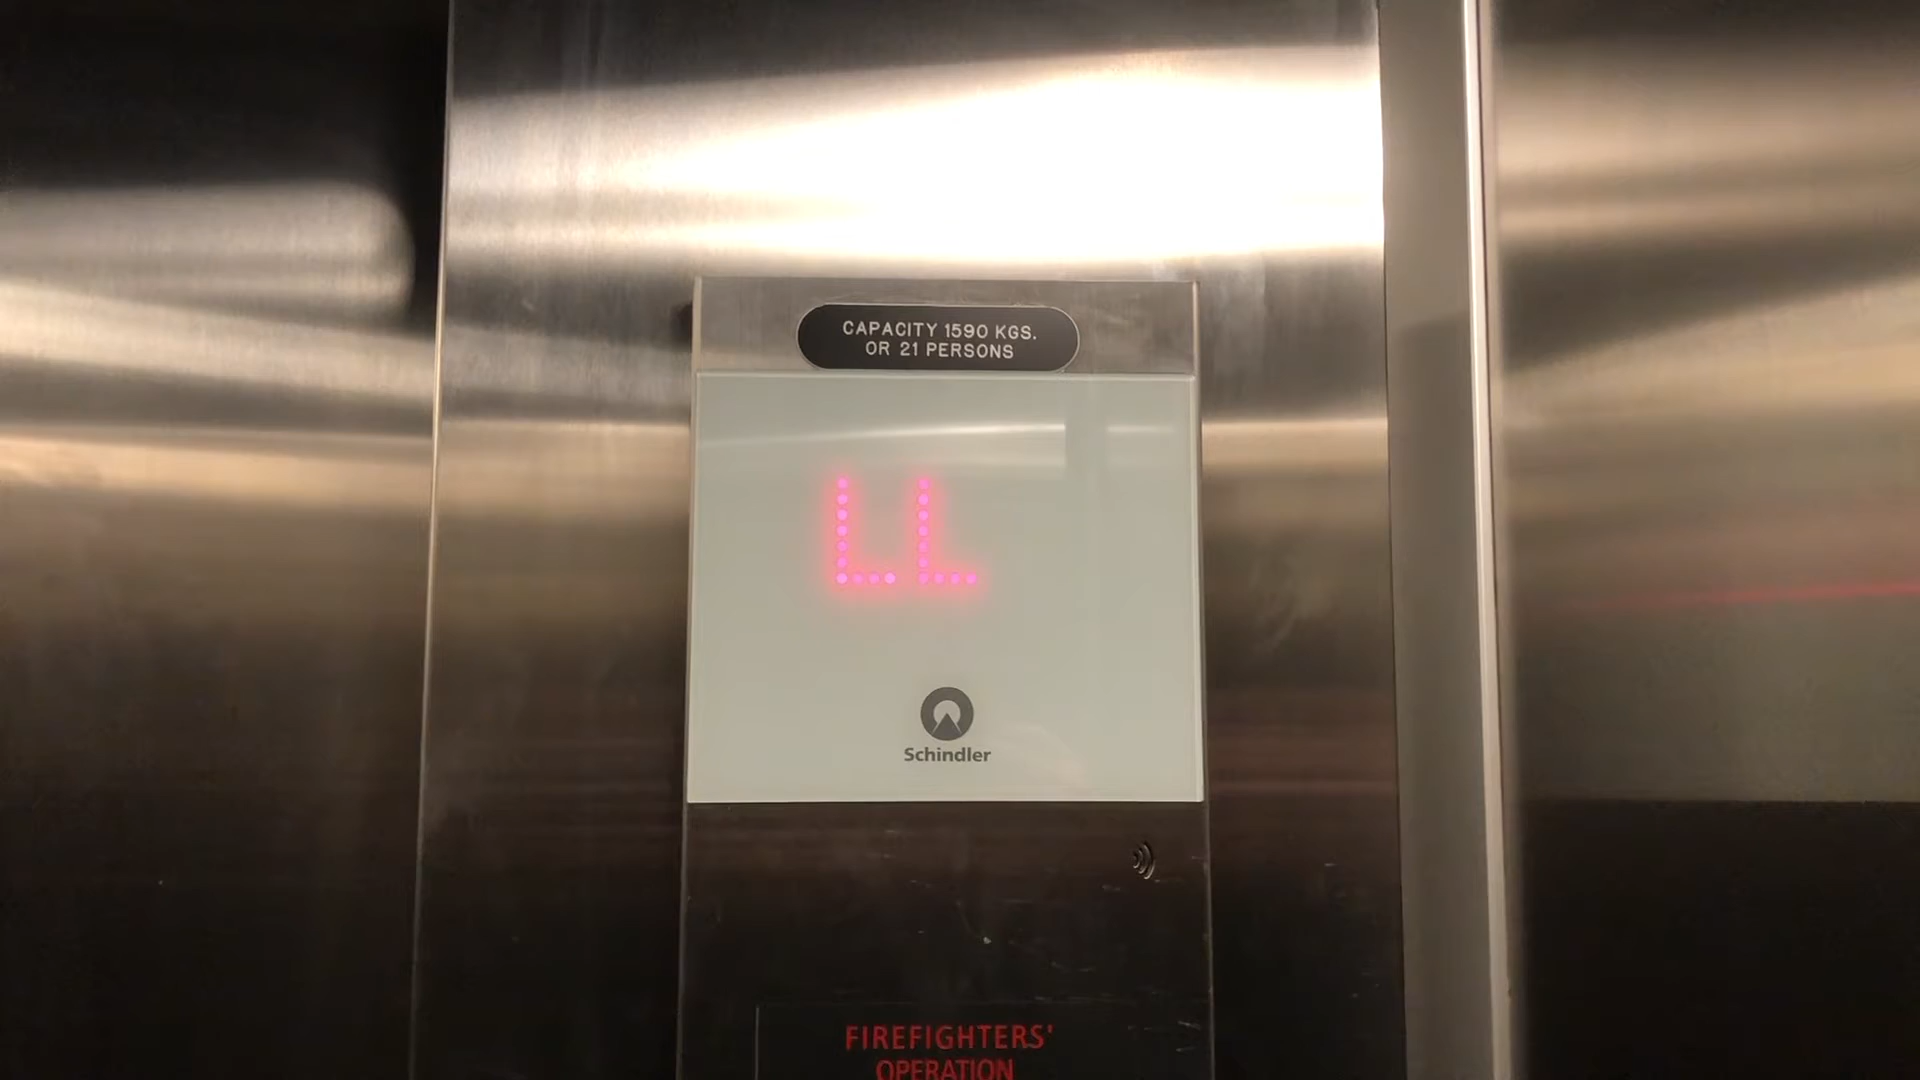 CAPACITY 1590 KGS.
OR 21 PERSONS
LL
Schindler
FIREFIGHTERS'
OPERATION